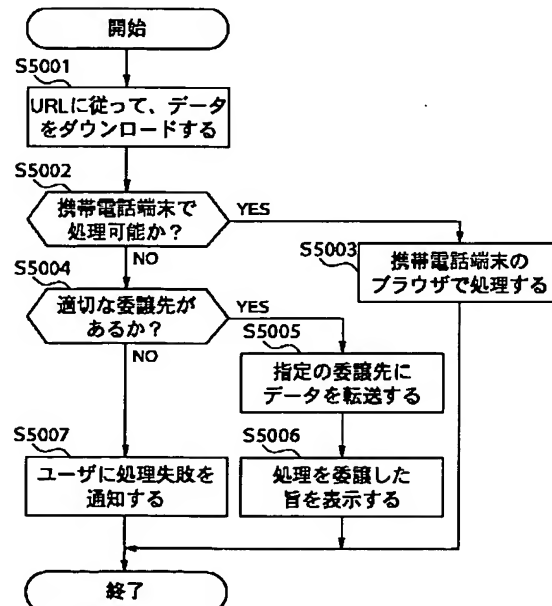 開始
S5001
URLに従って、データ
をダウンロードする
S5002
携帯電話端末で
処理可能か?
YES
NO
S5003
携帯電話端末の
ブラウザで処理する
S5004
適切な委譲先が
あるか?
YES
NO
S5005
指定の委譲先に
データを転送する
S5006
処理を委譲した
旨を表示する
S5007
ユーザに処理失敗を
通知する
終了